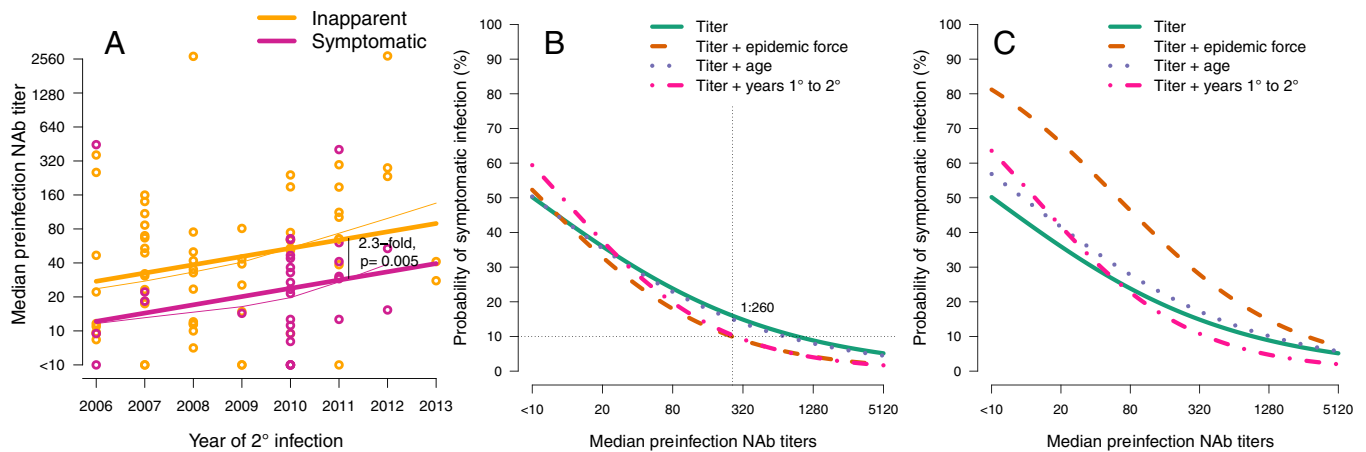 A
Inapparent
Symptomatic
Median preinfection NAb titer
2560
1280
640
320
160
80
40
20
10
<10
2.3-fold,
p= 0.005
2006
2007
2008
2009
2010
2011
2012
2013
Year of 2° infection
B
Titer
Titer + epidemic force
Titer + age
Titer + years 1° to 2°
Probability of symptomatic infection (%)
100
90
80
70
60
50
40
30
20
10
0
1:260
<10
20
80
320
1280
5120
Median preinfection NAb titers
C
Titer
Titer + epidemic force
Titer + age
Titer + years 1° to 2°
Probability of symptomatic infection (%)
100
90
80
70
60
50
40
30
20
10
0
<10
20
80
320
1280
5120
Median preinfection NAb titers